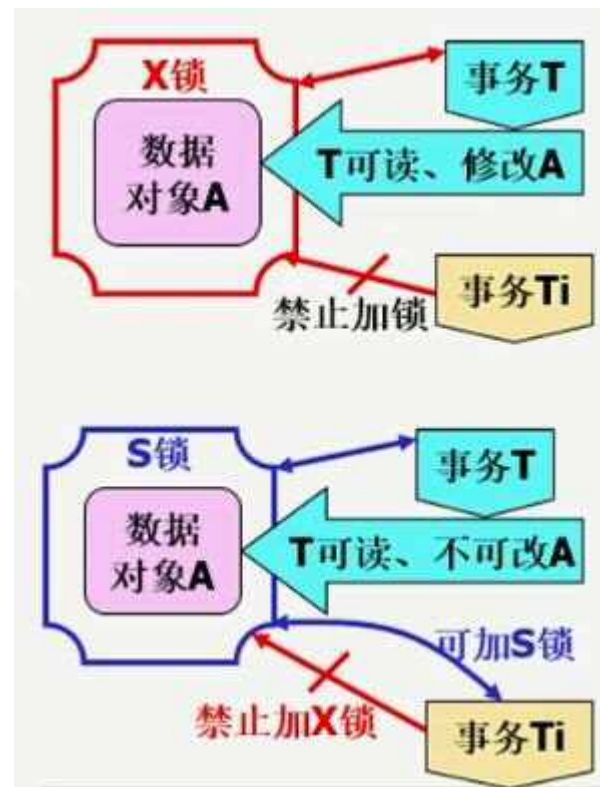 X锁
事务T
数据
对象A
T可读、修改A
事务Ti
禁止加锁
S锁
事务T
数据
对象A
T可读、不可改A
可加S锁
禁止加X锁
事务Ti